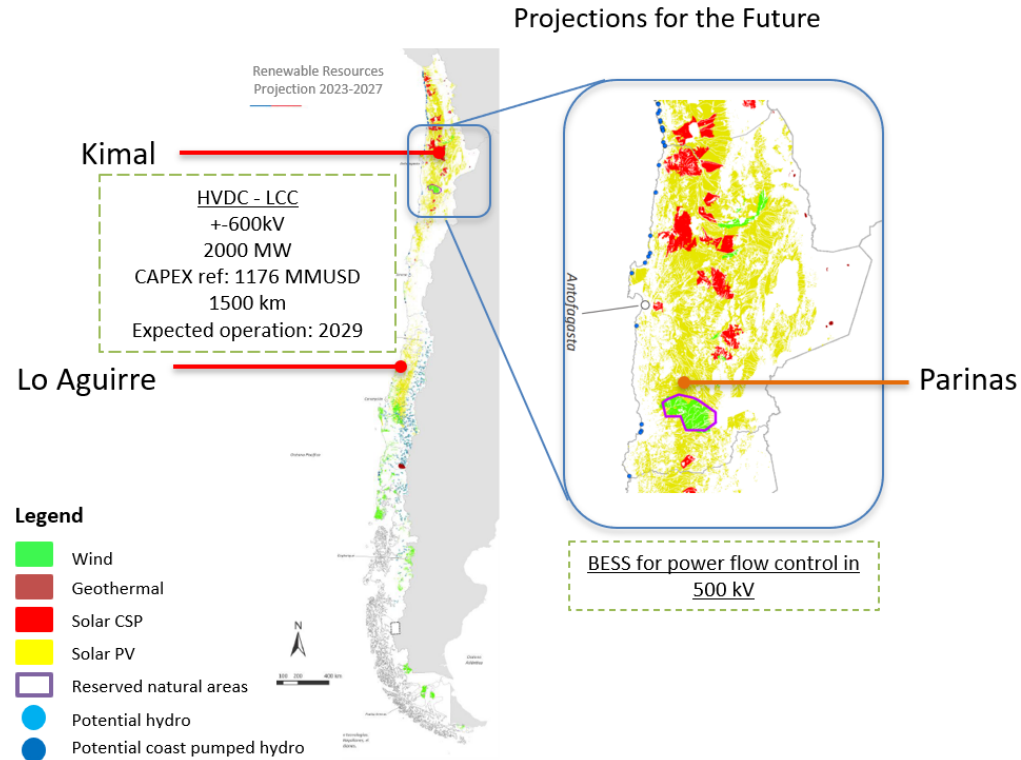 Projections for the Future
Renewable Resources
Projection 2023-2027
Kimal
HVDC - LCC
+-600kV
2000 MW
CAPEX ref: 1176 MMUSD
1500 km
Expected operation: 2029
Lo Aguirre
Antofagasta
Parinas
BESS for power flow control in
500 kV
Legend
Wind
Geothermal
Solar CSP
Solar PV
Reserved natural areas
Potential hydro
Potential coast pumped hydro
N
400 km